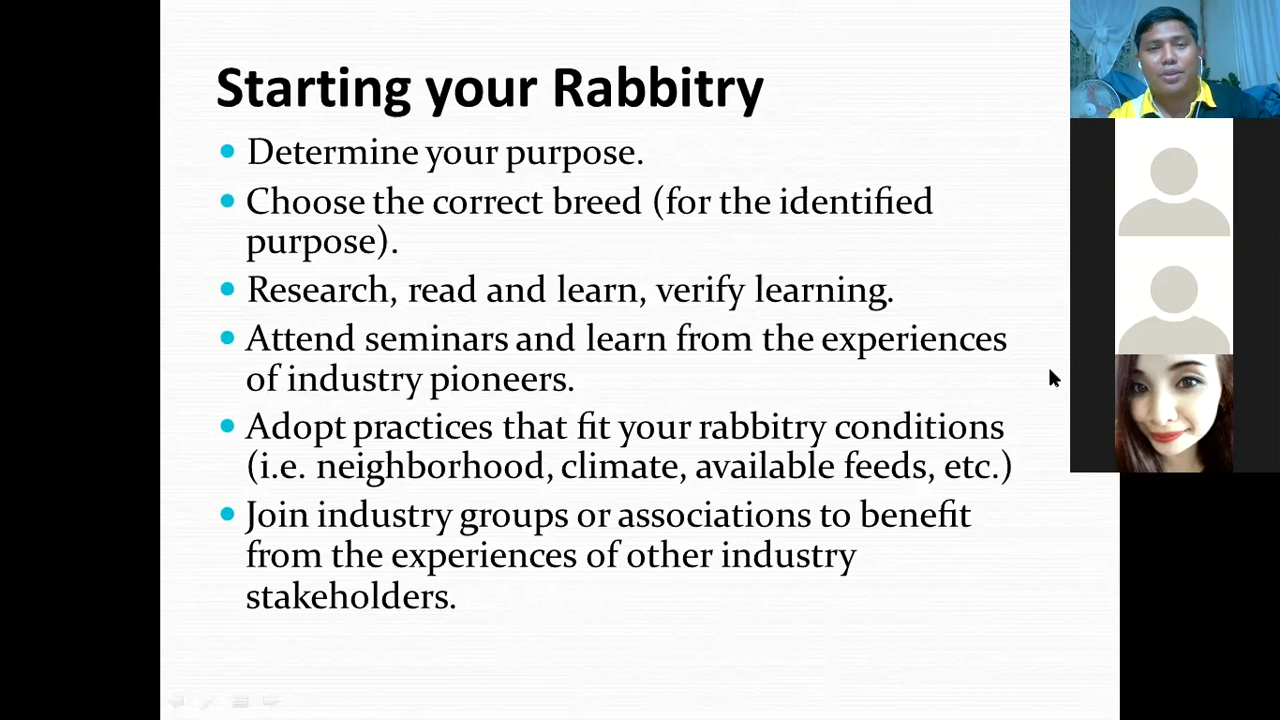 Starting your Rabbitry
Determine your purpose.
Choose the correct breed (for the identified
purpose).
Research, read and learn, verify learning.
Attend seminars and learn from the experiences
of industry pioneers.
Adopt practices that fit your rabbitry conditions
(i.e. neighborhood, climate, available feeds, etc.)
Join industry groups or associations to benefit
from the experiences of other industry
stakeholders.